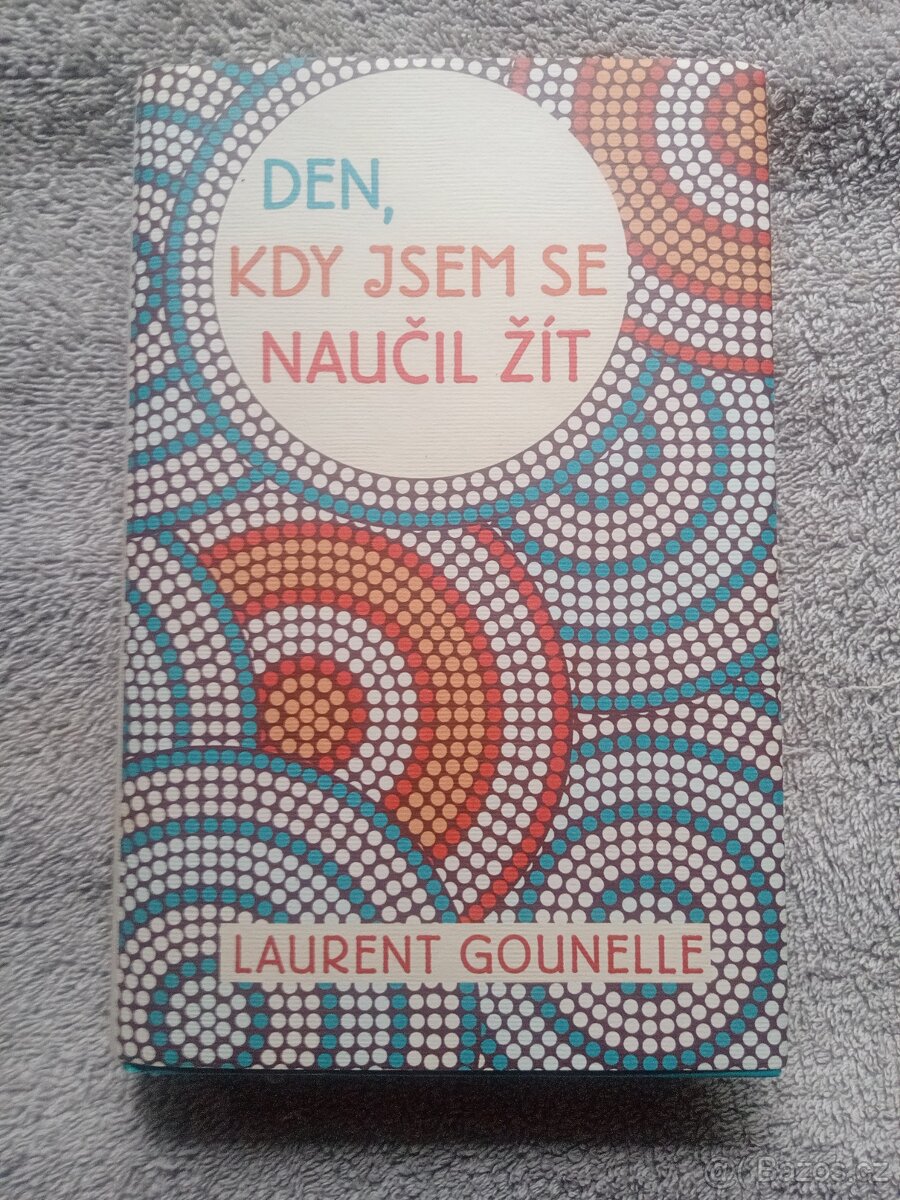 DEN,
KDY JSEM SE
NAUČIL ŽÍT
LAURENT GOUNELLE
@( Bazos.cz